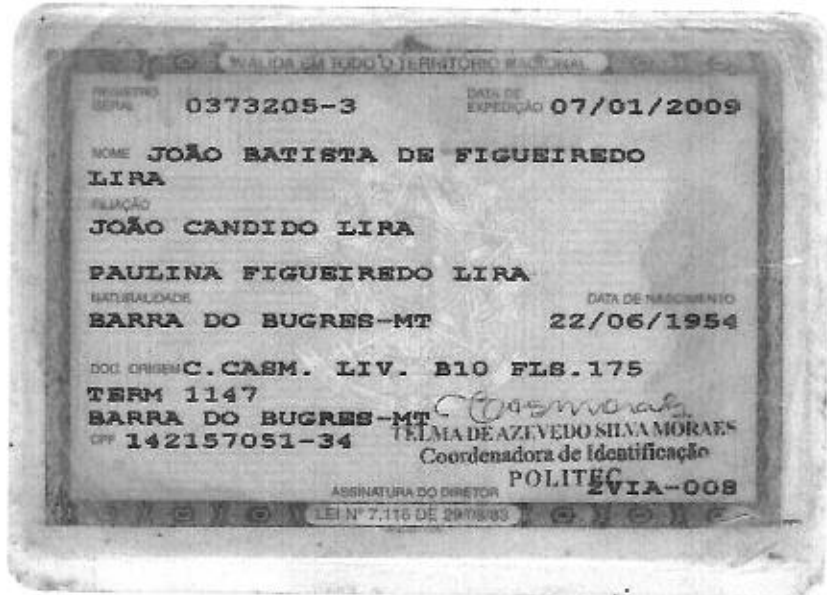 VÁLIDA EM TODO O TERRITÓRIO NACIONAL
REGISTRO GERAL 0373205-3 DATA DE EXPEDIÇÃO 07/01/2009
NOME JOÃO BATISTA DE FIGUEIREDO
LIRA
FILIAÇÃO
JOÃO CANDIDO LIRA
PAULINA FIGUEIREDO LIRA
NATURALIDADE DATA DE NASCIMENTO
BARRA DO BUGRES-MT 22/06/1954
DOC. ORIGEM C.CASM. LIV. B10 FLS.175
TERM 1147
BARRA DO BUGRES-MT
CPF 142157051-34
TELMA DE AZEVEDO SILVA MORAES
Coordenadora de Identificação
POLITEC
2VIA-008
ASSINATURA DO DIRETOR
LEI Nº 7.116 DE 29/08/83